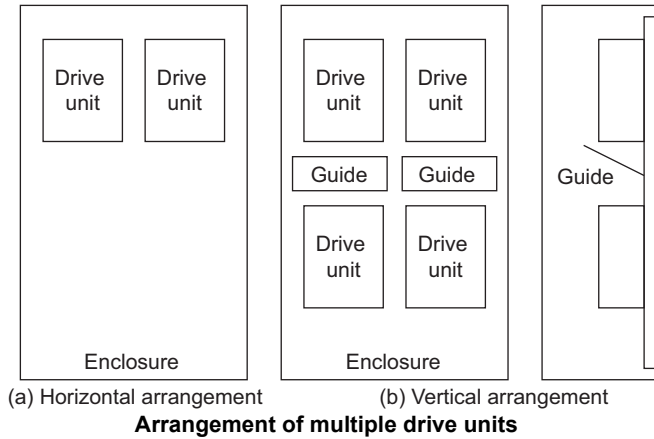 Drive
unit
Drive
unit
Enclosure
(a) Horizontal arrangement
Drive
unit
Drive
unit
Guide
Guide
Drive
unit
Drive
unit
Enclosure
Guide
(b) Vertical arrangement
Arrangement of multiple drive units